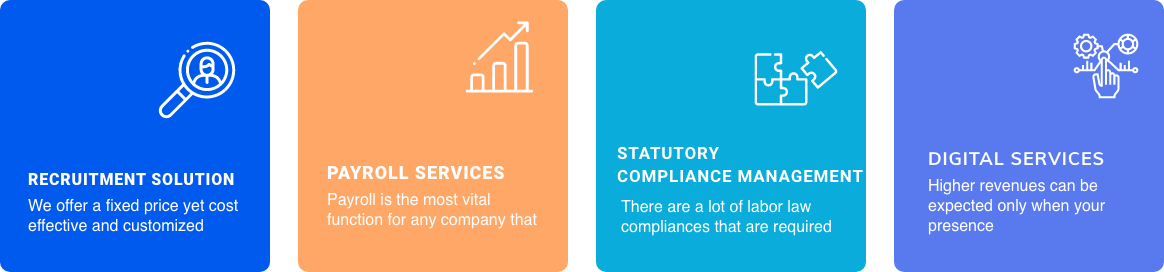 RECRUITMENT SOLUTION
We offer a fixed price yet cost
effective and customized
PAYROLL SERVICES
Payroll is the most vital
function for any company that
STATUTORY
COMPLIANCE MANAGEMENT
There are a lot of labor law
compliances that are required
DIGITAL SERVICES
Higher revenues can be
expected only when your
presence